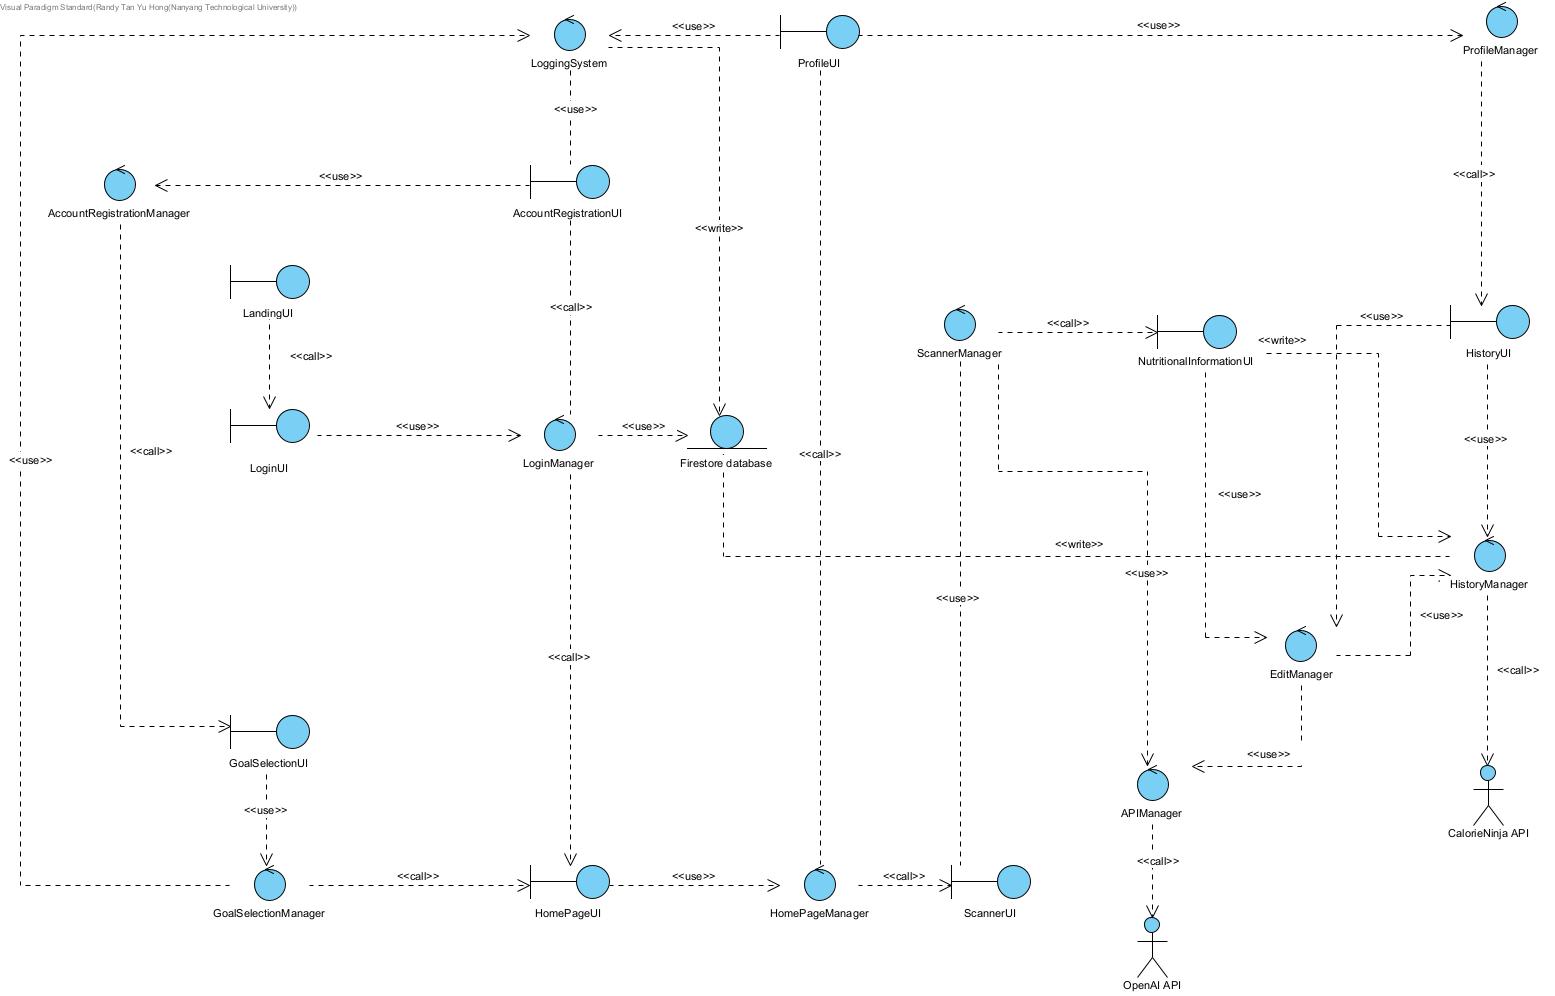 Visual Paradigm Standard(Randy Tan Yu Hong(Nanyang Technological University))
<<use>>
<<use>>
LoggingSystem
ProfileUI
ProfileManager
<<use>>
<<use>>
<<call>>
AccountRegistrationManager
AccountRegistrationUI
<<write>>
LandingUI
<<call>>
<<use>>
<<call>>
<<write>>
ScannerManager
HistoryUI
<<call>>
NutritionalInformationUI
<<use>>
<<use>>
<<use>>
<<call>>
<<call>>
<<use>>
LoginUI
LoginManager
Firestore database
<<use>>
<<write>>
<<use>>
HistoryManager
<<use>>
<<use>>
<<call>>
EditManager
<<call>>
<<use>>
GoalSelectionUI
<<use>>
APIManager
CalorieNinja API
<<call>>
<<call>>
<<use>>
<<call>>
GoalSelectionManager
HomePageUI
HomePageManager
ScannerUI
OpenAI API